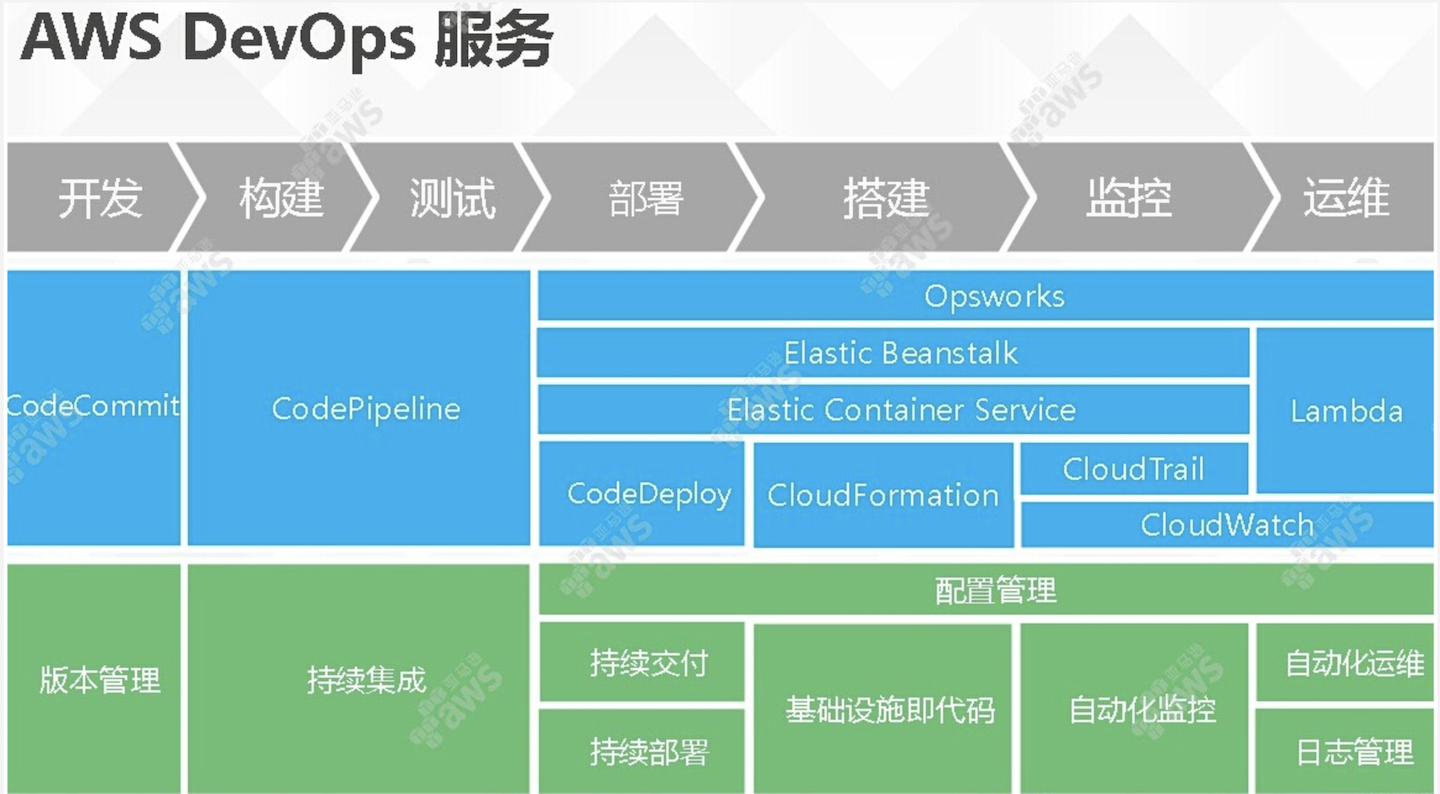 AWS DevOps 服务
开发
构建
测试
部署
搭建
监控
运维
CodeCommit
CodePipeline
Opsworks
Elastic Beanstalk
Elastic Container Service
Lambda
CodeDeploy
CloudFormation
CloudTrail
CloudWatch
版本管理
持续集成
配置管理
持续交付
持续部署
基础设施即代码
自动化监控
自动化运维
日志管理